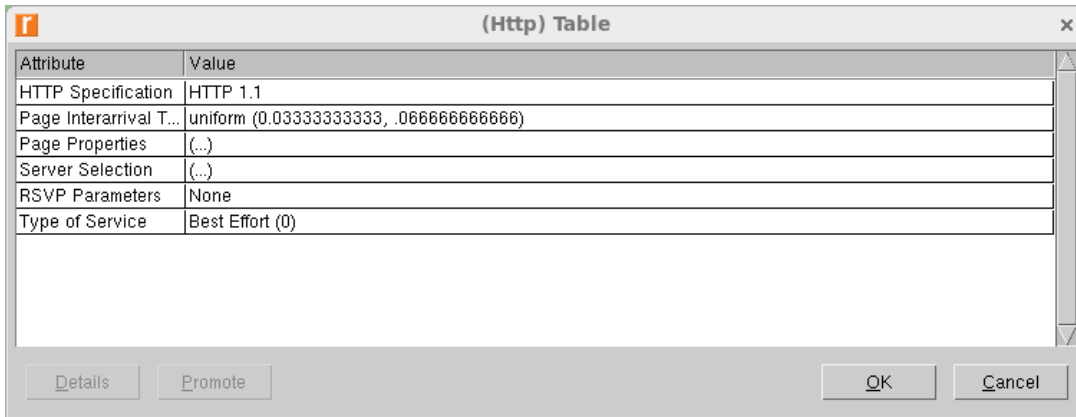 r (Http) Table ×
Attribute Value
HTTP Specification HTTP 1.1
Page Interarrival T... uniform (0.03333333333, .066666666666)
Page Properties (...)
Server Selection (...)
RSVP Parameters None
Type of Service Best Effort (0)
Details Promote OK Cancel